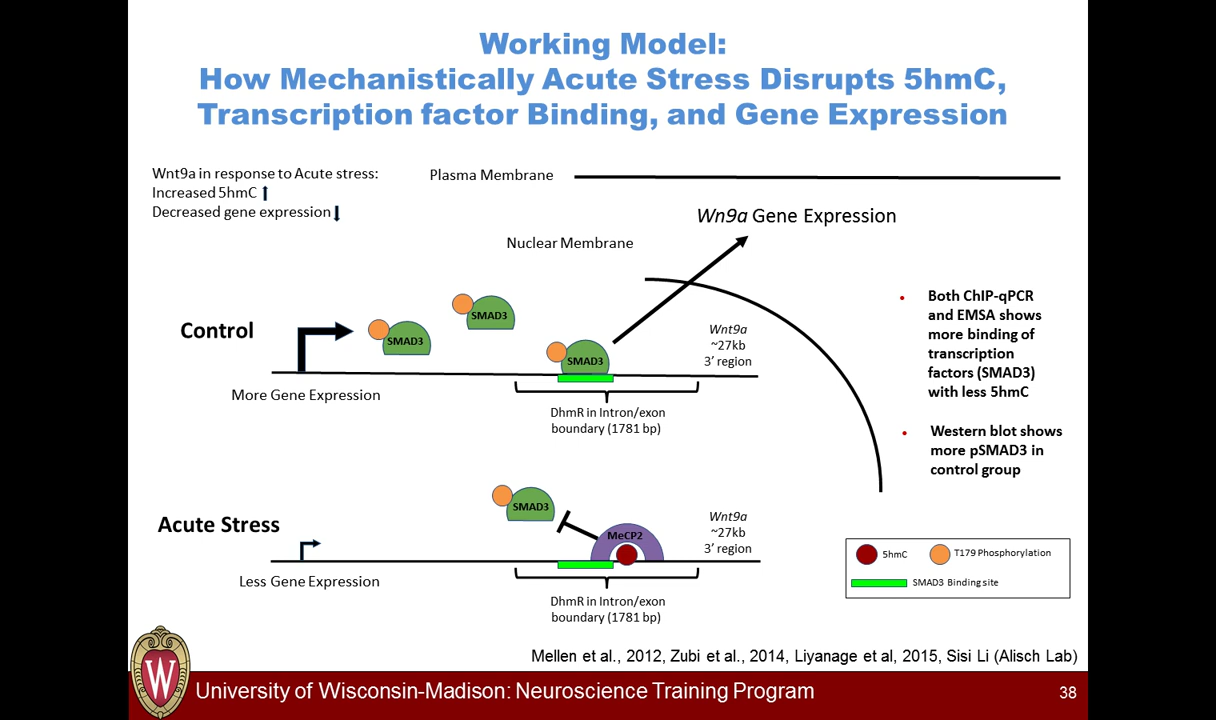 Working Model:
How Mechanistically Acute Stress Disrupts 5hmC,
Transcription factor Binding, and Gene Expression
Wnt9a in response to Acute stress:
Increased 5hmC
Decreased gene expression
Plasma Membrane
Wn9a Gene Expression
Nuclear Membrane
Control
SMAD3
SMAD3
SMAD3
Wnt9a
~27kb
3’ region
More Gene Expression
DhmR in Intron/exon
boundary (1781 bp)
• Both ChIP-qPCR
and EMSA shows
more binding of
transcription
factors (SMAD3)
with less 5hmC
• Western blot shows
more pSMAD3 in
control group
Acute Stress
SMAD3
MeCP2
Wnt9a
~27kb
3’ region
Less Gene Expression
DhmR in Intron/exon
boundary (1781 bp)
5hmC
T179 Phosphorylation
SMAD3 Binding site
Mellen et al., 2012, Zubi et al., 2014, Liyanage et al, 2015, Sisi Li (Alisch Lab)
W
University of Wisconsin-Madison: Neuroscience Training Program
38